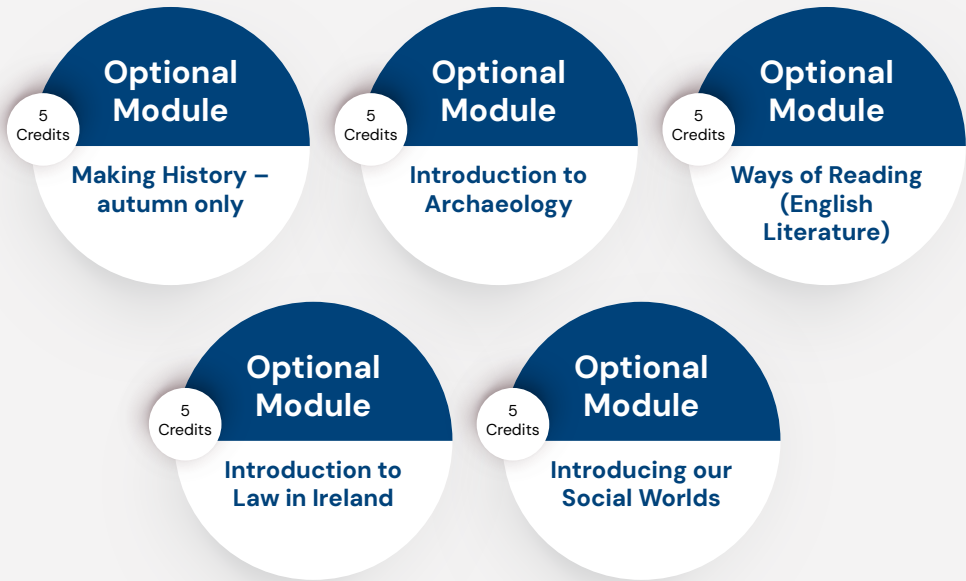 Optional
Module
5
Credits
Making History –
autumn only
Optional
Module
5
Credits
Introduction to
Archaeology
Optional
Module
5
Credits
Ways of Reading
(English
Literature)
Optional
Module
5
Credits
Introduction to
Law in Ireland
Optional
Module
5
Credits
Introducing our
Social Worlds